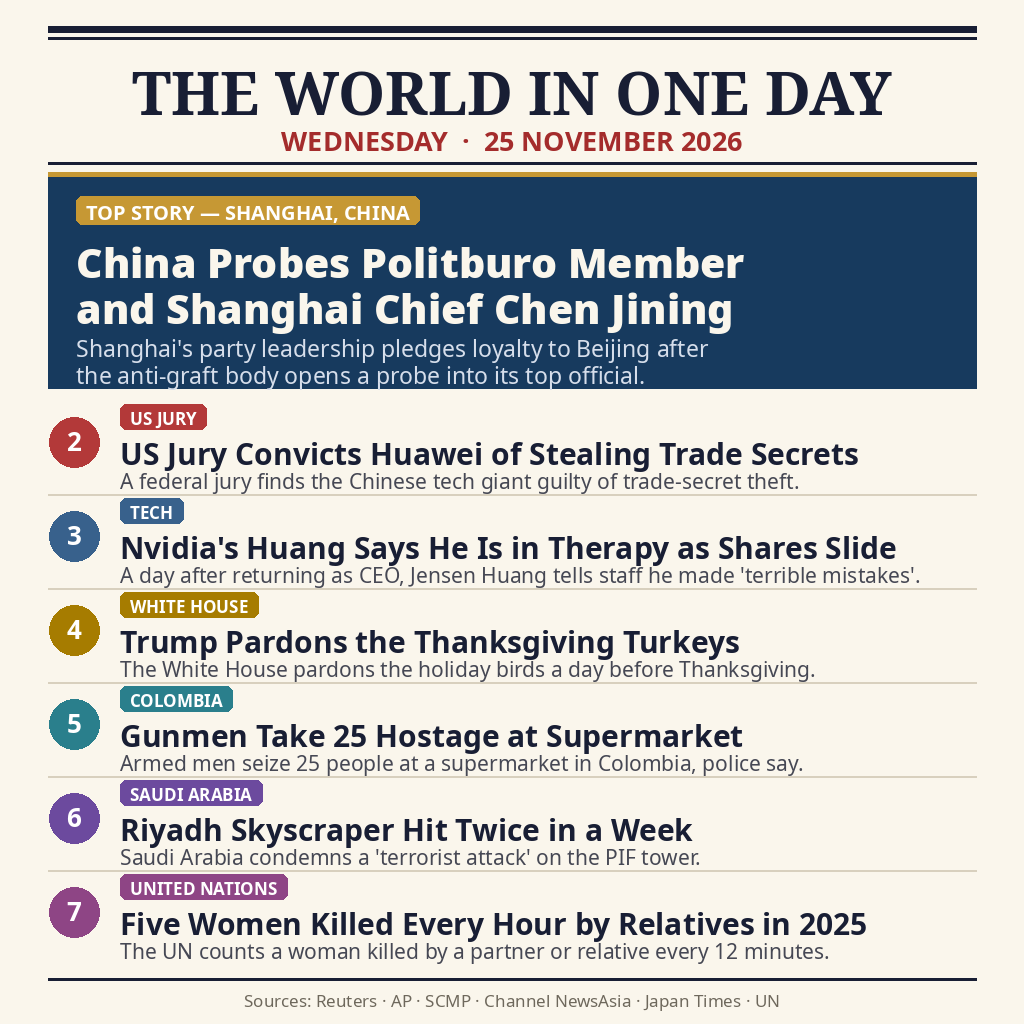 THE WORLD IN ONE DAY
WEDNESDAY · 25 NOVEMBER 2026
TOP STORY — SHANGHAI, CHINA
China Probes Politburo Member
and Shanghai Chief Chen Jining
Shanghai's party leadership pledges loyalty to Beijing after
the anti-graft body opens a probe into its top official.
US JURY
2
US Jury Convicts Huawei of Stealing Trade Secrets
A federal jury finds the Chinese tech giant guilty of trade-secret theft.
TECH
3
Nvidia's Huang Says He Is in Therapy as Shares Slide
A day after returning as CEO, Jensen Huang tells staff he made 'terrible mistakes'.
WHITE HOUSE
4
Trump Pardons the Thanksgiving Turkeys
The White House pardons the holiday birds a day before Thanksgiving.
COLOMBIA
5
Gunmen Take 25 Hostage at Supermarket
Armed men seize 25 people at a supermarket in Colombia, police say.
SAUDI ARABIA
6
Riyadh Skyscraper Hit Twice in a Week
Saudi Arabia condemns a 'terrorist attack' on the PIF tower.
UNITED NATIONS
7
Five Women Killed Every Hour by Relatives in 2025
The UN counts a woman killed by a partner or relative every 12 minutes.
Sources: Reuters · AP · SCMP · Channel NewsAsia · Japan Times · UN